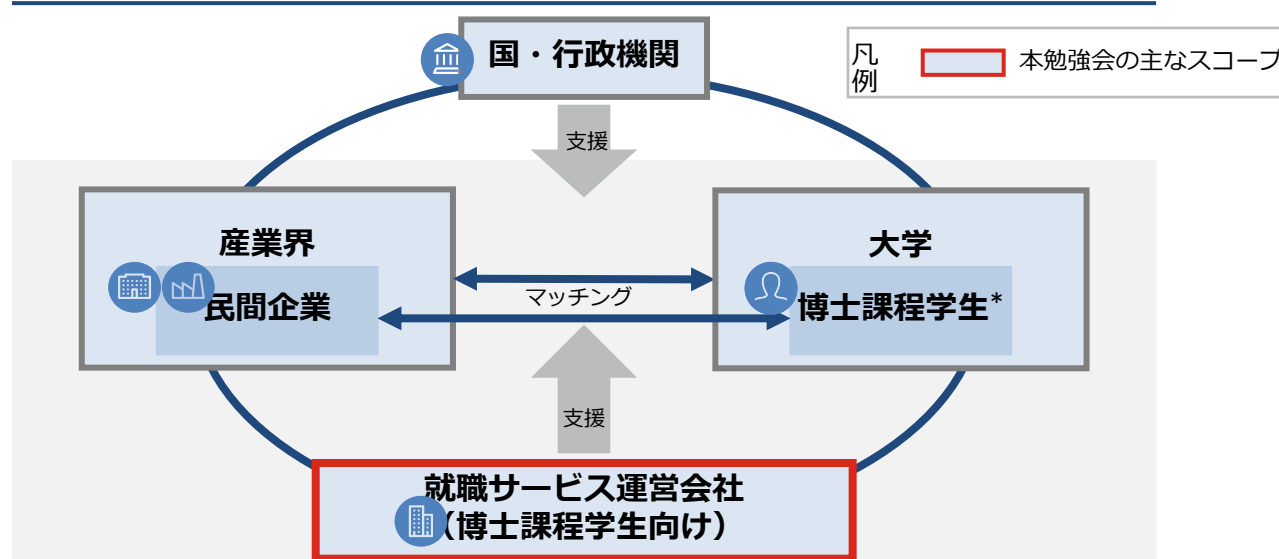 国・行政機関
凡
例
本勉強会の主なスコープ
支援
産業界
民間企業
マッチング
大学
博士課程学生*
支援
就職サービス運営会社
（博士課程学生向け）